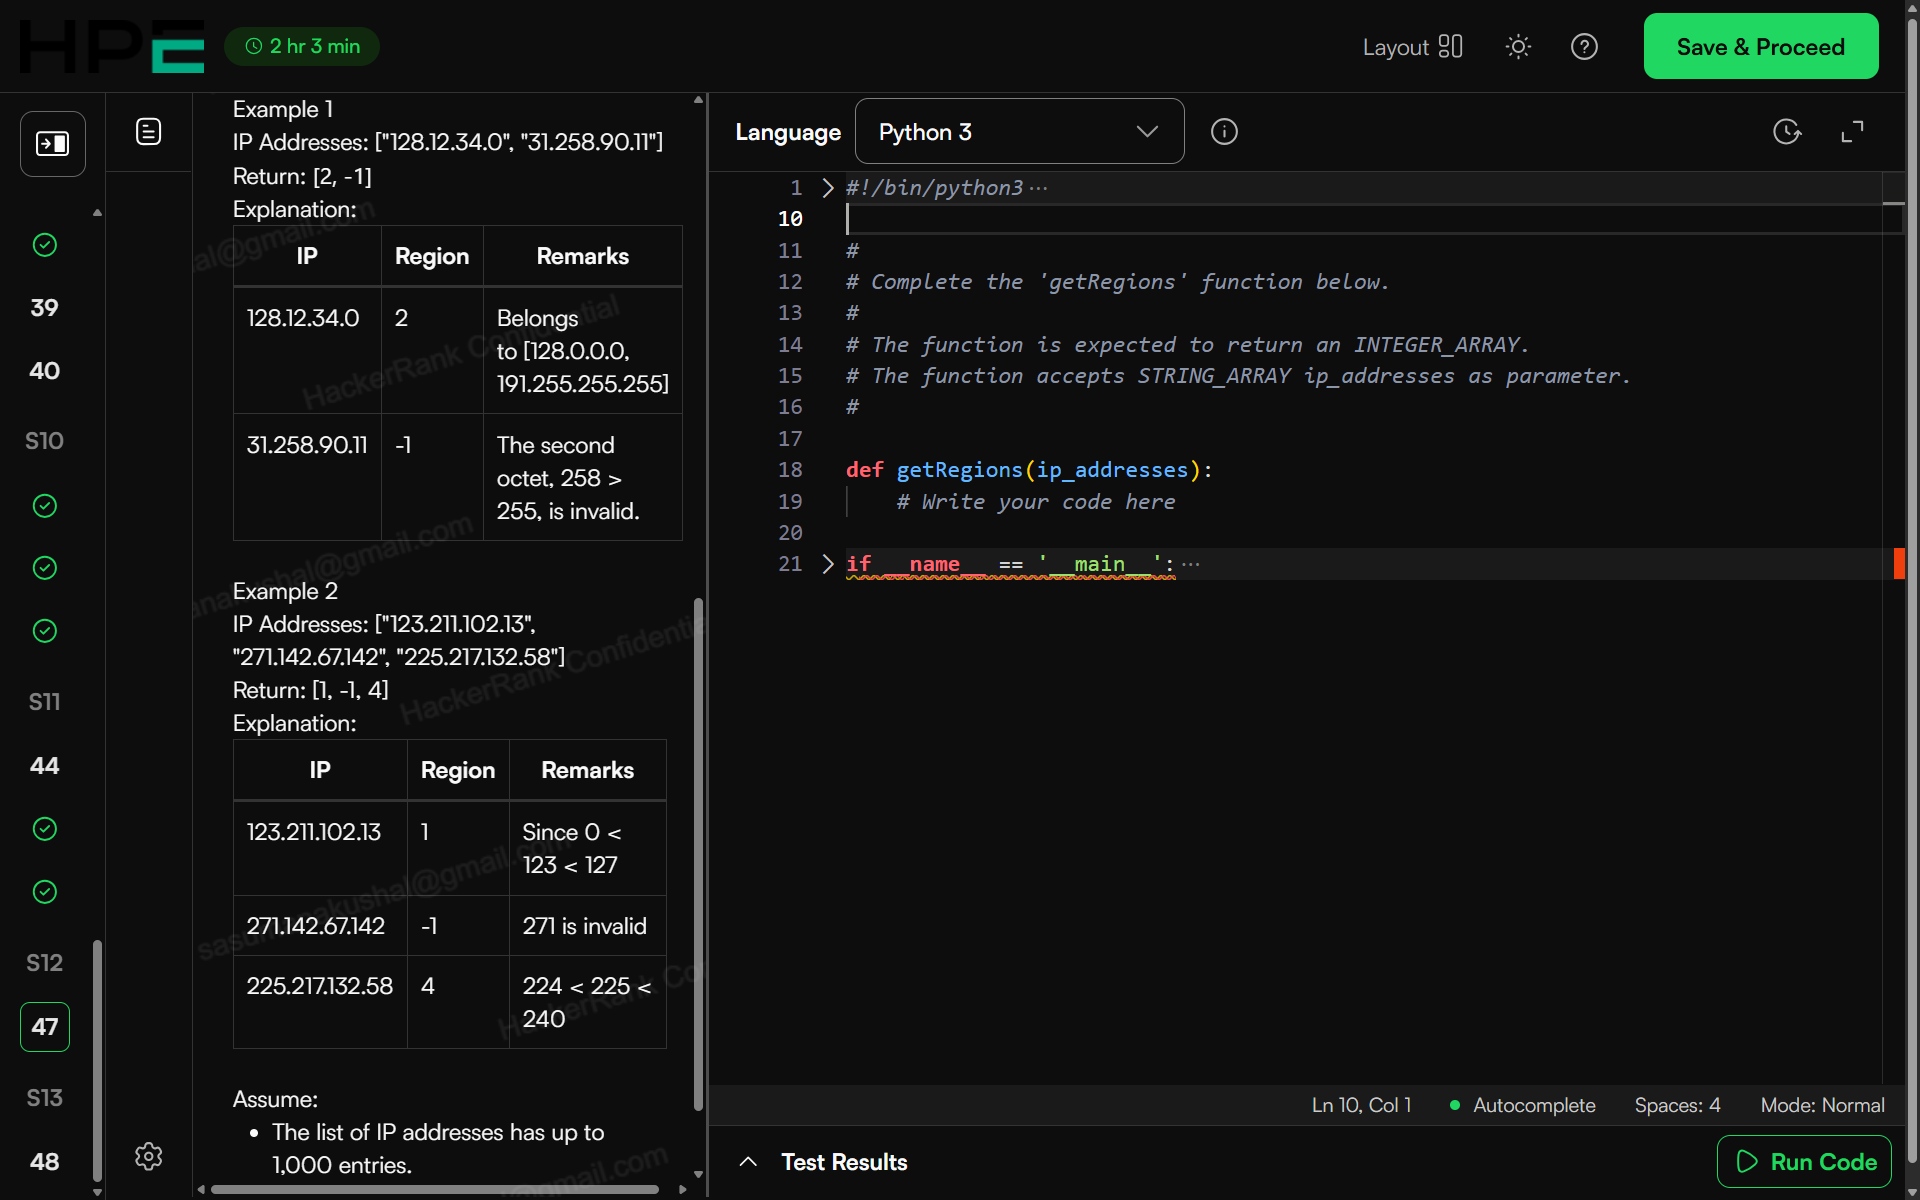 HPE
2 hr 3 min
Layout
Save & Proceed
39
40
S10
S11
44
S12
47
S13
48
Example 1
IP Addresses: ["128.12.34.0", "31.258.90.11"]
Return: [2, -1]
Explanation:
IP Region Remarks
128.12.34.0 2 Belongs
to [128.0.0.0,
191.255.255.255]
31.258.90.11 -1 The second
octet, 258 >
255, is invalid.
Example 2
IP Addresses: ["123.211.102.13",
"271.142.67.142", "225.217.132.58"]
Return: [1, -1, 4]
Explanation:
IP Region Remarks
123.211.102.13 1 Since 0 <
123 < 127
271.142.67.142 -1 271 is invalid
225.217.132.58 4 224 < 225 <
240
Assume:
• The list of IP addresses has up to
1,000 entries.
HackerRank Confidential
HackerRank Confidential
Language Python 3
1 #!/bin/python3 ···
10
11 #
12 # Complete the 'getRegions' function below.
13 #
14 # The function is expected to return an INTEGER_ARRAY.
15 # The function accepts STRING_ARRAY ip_addresses as parameter.
16 #
17
18 def getRegions(ip_addresses):
19 # Write your code here
20
21 if __name__ == '__main__': ···
Ln 10, Col 1 Autocomplete Spaces: 4 Mode: Normal
Test Results
Run Code